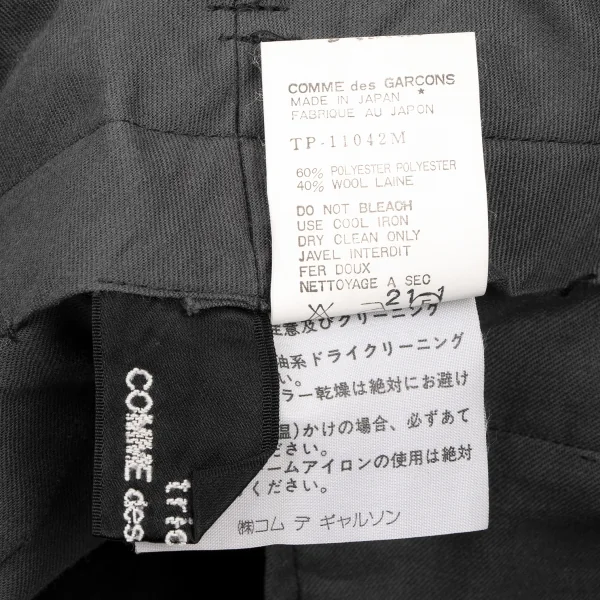 COMME des GARCONS
MADE IN JAPAN *
FABRIQUE AU JAPON
TP-11042M
60% POLYESTER POLYESTER
40% WOOL LAINE
DO NOT BLEACH
USE COOL IRON
DRY CLEAN ONLY
JAVEL INTERDIT
FER DOUX
NETTOYAGE A SEC
21-1
注意及びクリーニング
油系ドライクリーニング
い。
ラー乾燥は絶対にお避け
温)かけの場合、必ずあて
ださい。
ームアイロンの使用は絶対
ください。
㈱コム デ ギャルソン
COMME des
tric